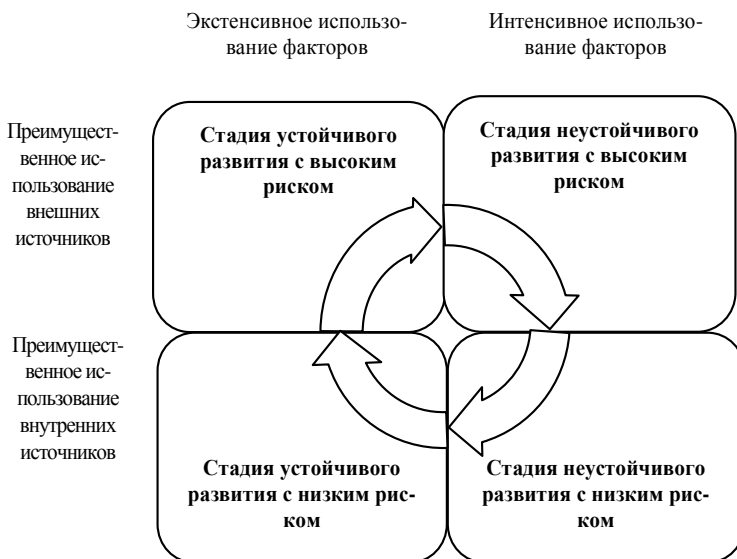 Экстенсивное использо-
вание факторов
Интенсивное использо-
вание факторов
Преимущест-
венное ис-
пользование
внешних
источников
Стадия устойчивого
развития с высоким
риском
Стадия неустойчивого
развития с высоким
риском
Преимущест-
венное ис-
пользование
внутренних
источников
Стадия устойчивого
развития с низким рис-
ком
Стадия неустойчивого
развития с низким рис-
ком